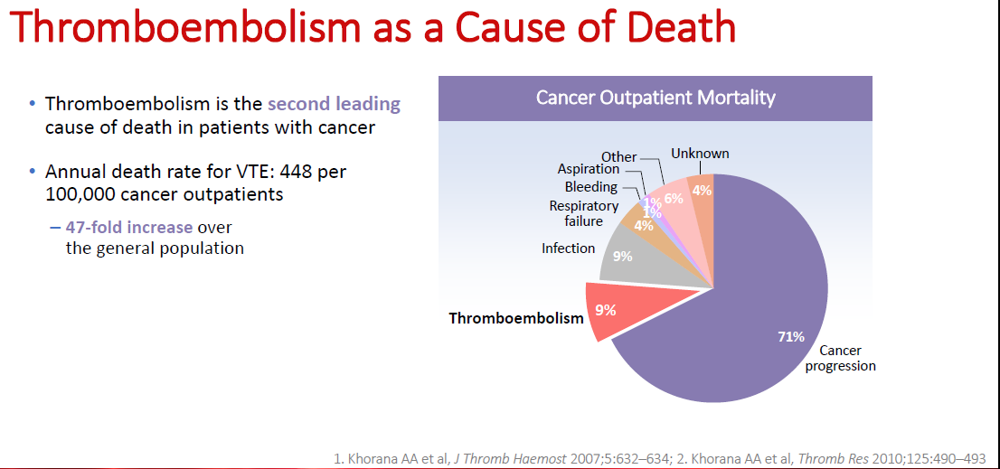 Thromboembolism as a Cause of Death
• Thromboembolism is the second leading
cause of death in patients with cancer
• Annual death rate for VTE: 448 per
100,000 cancer outpatients
– 47-fold increase over
the general population
Cancer Outpatient Mortality
Other
Unknown
Aspiration
Bleeding
Respiratory
failure
Infection
Thromboembolism
4%
6%
1%
1%
4%
9%
9%
71%
Cancer
progression
1. Khorana AA et al, J Thromb Haemost 2007;5:632–634; 2. Khorana AA et al, Thromb Res 2010;125:490–493